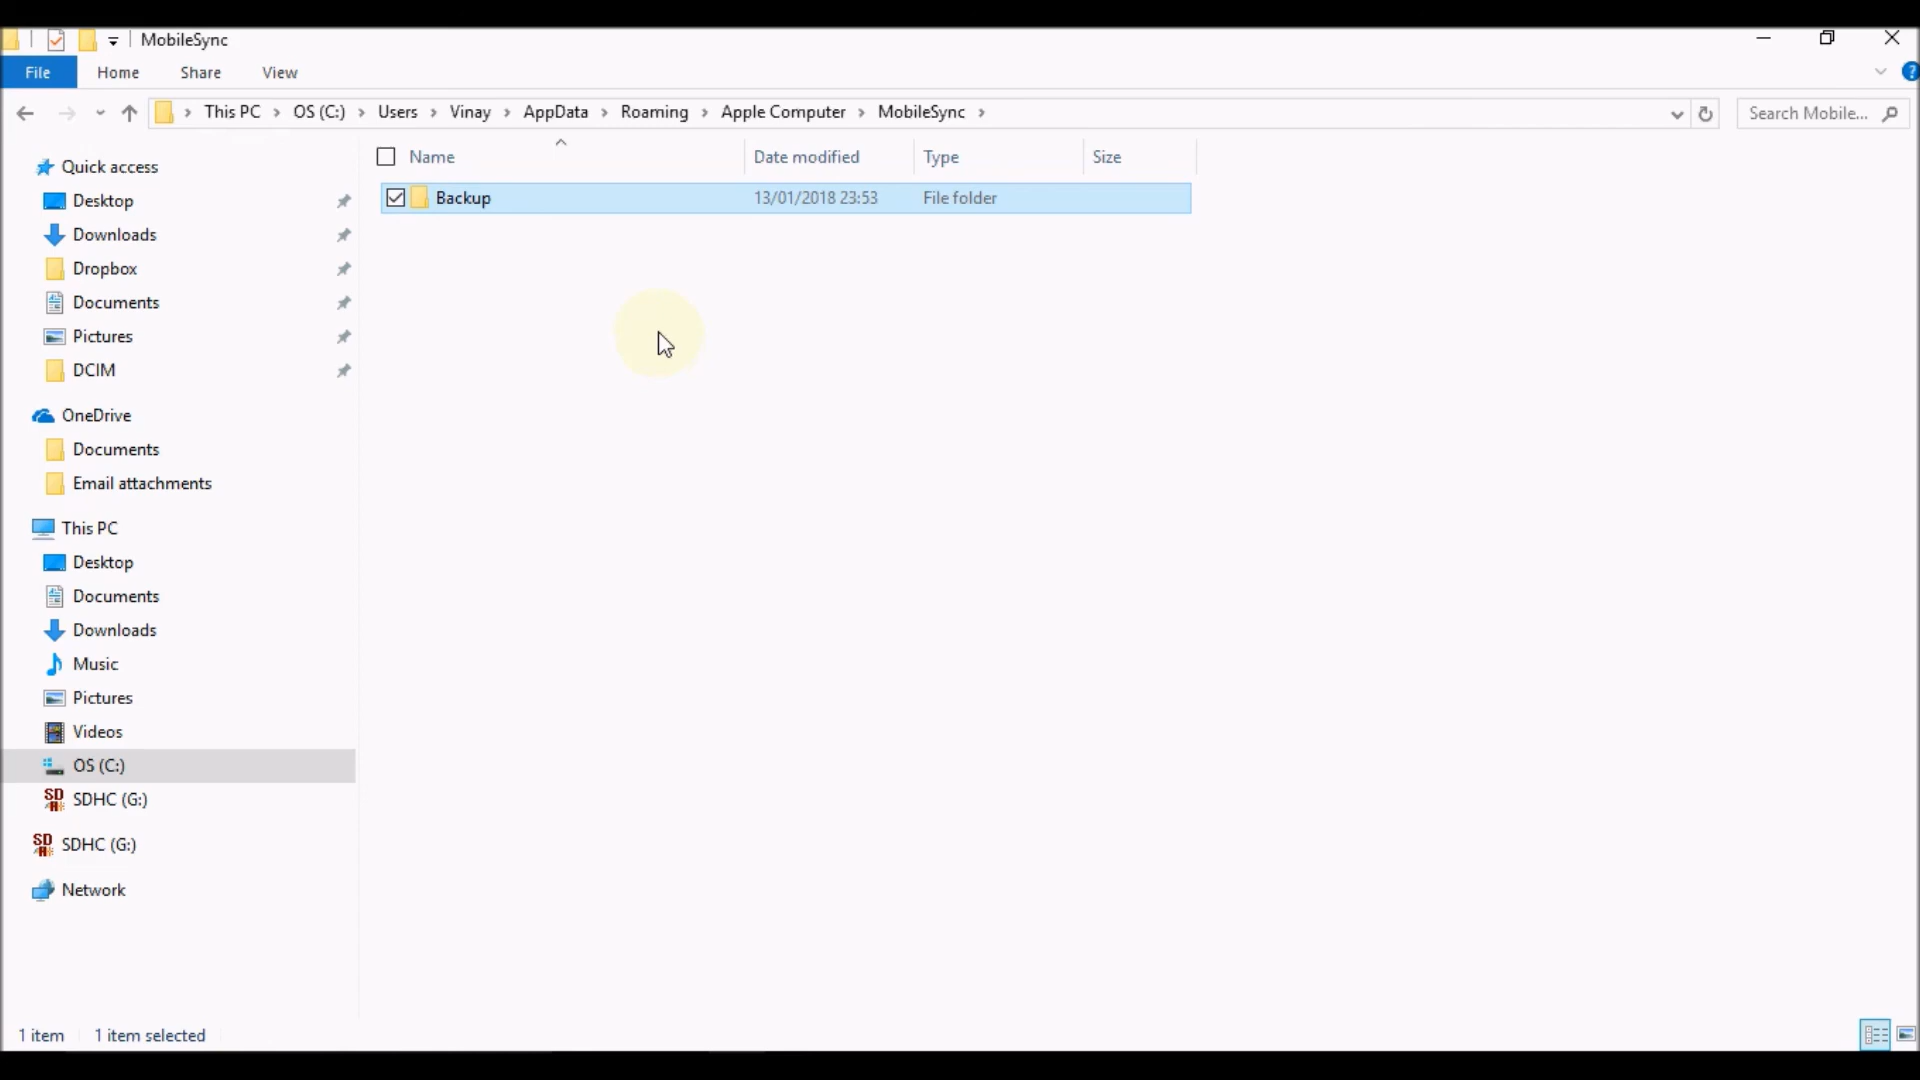 MobileSync
File Home Share View
This PC OS (C:) Users Vinay AppData Roaming Apple Computer MobileSync
Search Mobile...
Name Date modified Type Size
Backup 13/01/2018 23:53 File folder
Quick access
Desktop
Downloads
Dropbox
Documents
Pictures
DCIM
OneDrive
Documents
Email attachments
This PC
Desktop
Documents
Downloads
Music
Pictures
Videos
OS (C:)
SDHC (G:)
SDHC (G:)
Network
1 item 1 item selected